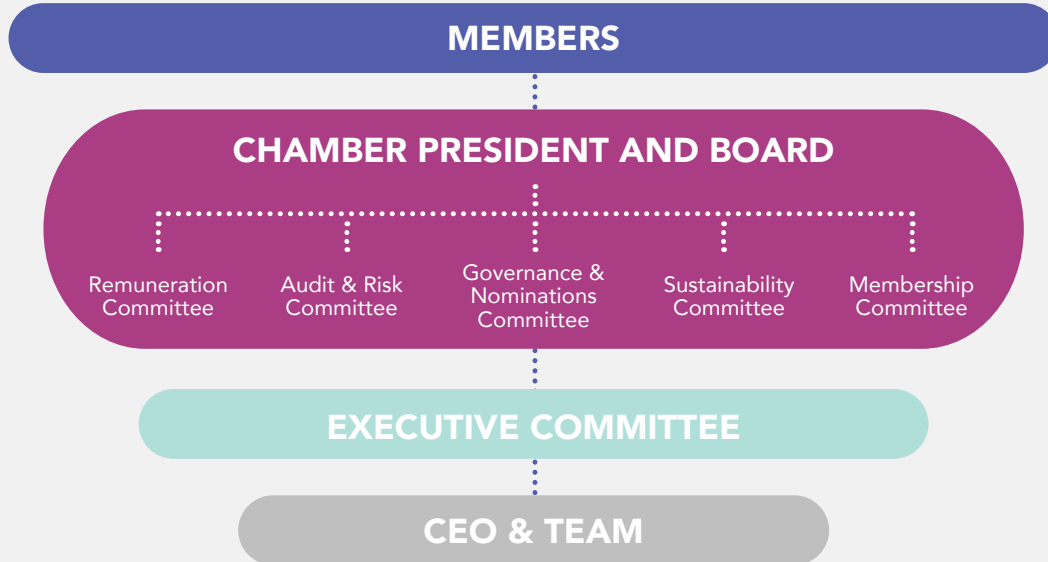 MEMBERS
CHAMBER PRESIDENT AND BOARD
Remuneration
Committee
Audit & Risk
Committee
Governance &
Nominations
Committee
Sustainability
Committee
Membership
Committee
EXECUTIVE COMMITTEE
CEO & TEAM